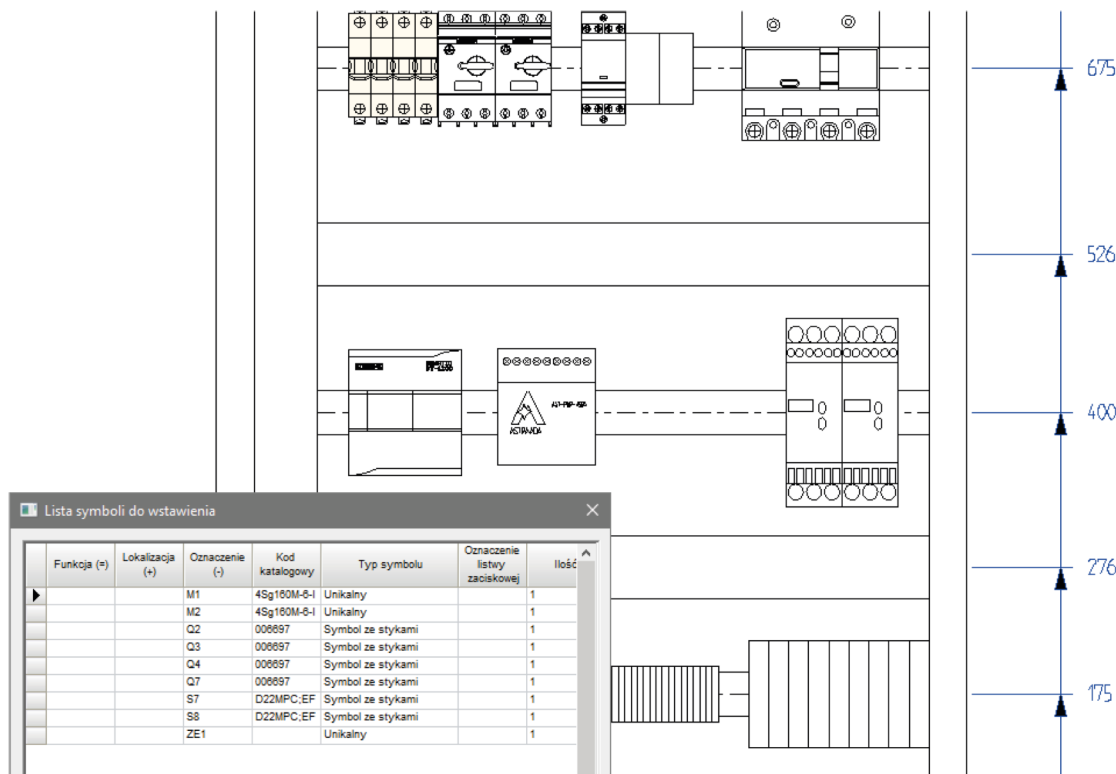 675
526
ASTRAADA
400
Lista symboli do wstawienia
Funkcja (=) Lokalizacja (+) Oznaczenie (-) Kod katalogowy Typ symbolu Oznaczenie listwy zaciskowej Ilość
M1 4Sg160M-6-I Unikalny 1
M2 4Sg160M-6-I Unikalny 1
Q2 006697 Symbol ze stykami 1
Q3 006697 Symbol ze stykami 1
Q4 006697 Symbol ze stykami 1
Q7 006697 Symbol ze stykami 1
S7 D22MPC;EF Symbol ze stykami 1
S8 D22MPC;EF Symbol ze stykami 1
ZE1 Unikalny 1
276
175